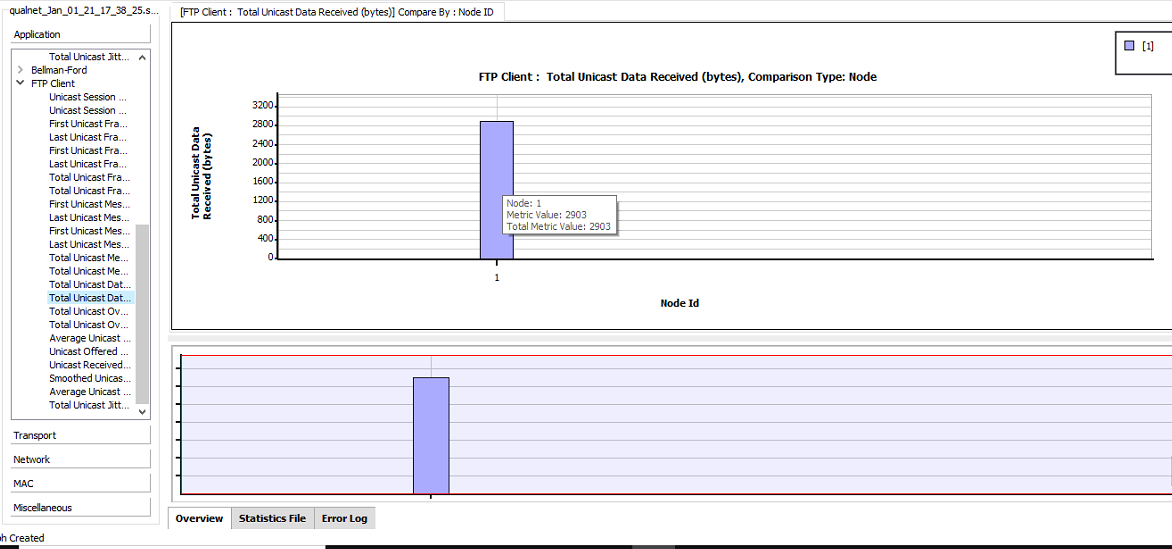 qualnet_Jan_01_21_17_38_25.s...
Application
Total Unicast Jitt...
Bellman-Ford
FTP Client
Unicast Session ...
Unicast Session ...
First Unicast Fra...
Last Unicast Fra...
First Unicast Fra...
Last Unicast Fra...
Total Unicast Fra...
Total Unicast Fra...
First Unicast Mes...
Last Unicast Mes...
First Unicast Mes...
Last Unicast Mes...
Total Unicast Me...
Total Unicast Me...
Total Unicast Dat...
Total Unicast Dat...
Total Unicast Ov...
Total Unicast Ov...
Average Unicast ...
Unicast Offered ...
Unicast Received...
Smoothed Unicas...
Average Unicast ...
Total Unicast Jitt...
Transport
Network
MAC
Miscellaneous
ph Created
[FTP Client : Total Unicast Data Received (bytes)] Compare By : Node ID
[1]
FTP Client : Total Unicast Data Received (bytes), Comparison Type: Node
Total Unicast Data
Received (bytes)
3200
2800
2400
2000
1600
1200
800
400
0
Node: 1
Metric Value: 2903
Total Metric Value: 2903
1
Node Id
Overview
Statistics File
Error Log